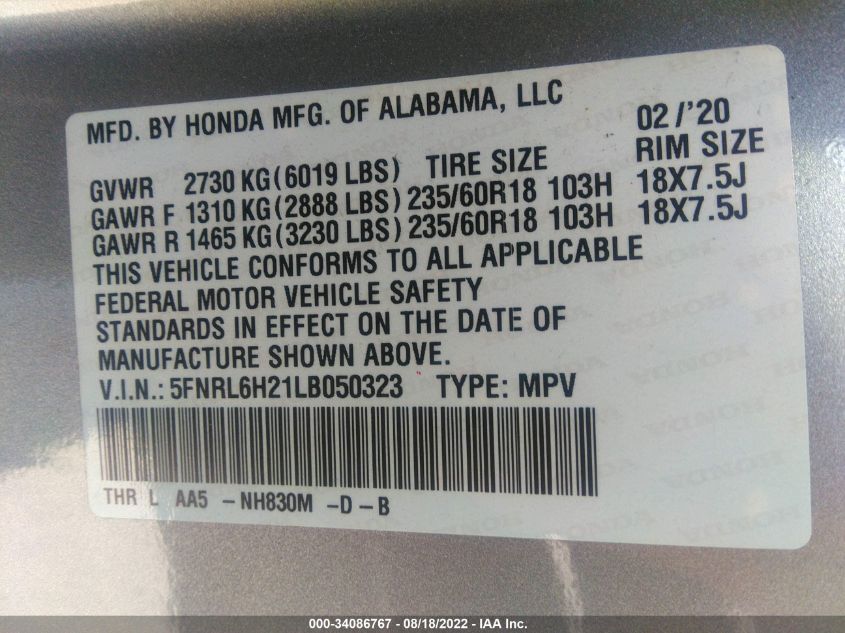 MFD. BY HONDA MFG. OF ALABAMA, LLC 02/'20
GVWR 2730 KG(6019 LBS) TIRE SIZE RIM SIZE
GAWR F 1310 KG(2888 LBS) 235/60R18 103H 18X7.5J
GAWR R 1465 KG(3230 LBS) 235/60R18 103H 18X7.5J
THIS VEHICLE CONFORMS TO ALL APPLICABLE
FEDERAL MOTOR VEHICLE SAFETY
STANDARDS IN EFFECT ON THE DATE OF
MANUFACTURE SHOWN ABOVE.
V.I.N.: 5FNRL6H21LB050323 TYPE: MPV
THR L AA5 -NH830M -D-B
000-34086767 - 08/18/2022 - IAA Inc.